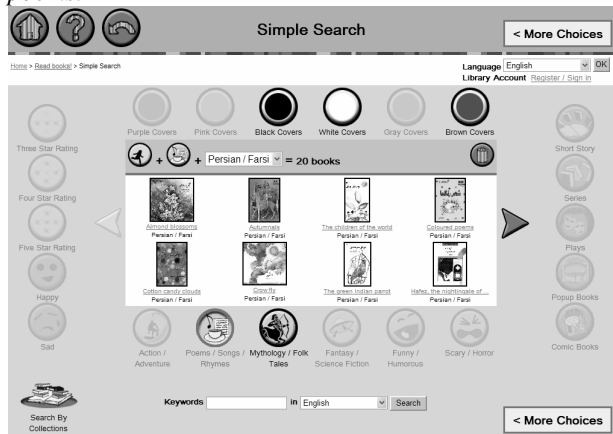 Simple Search
< More Choices
Home > Read books! > Simple Search
Language English OK
Library Account Register / Sign in
Purple Covers Pink Covers Black Covers White Covers Gray Covers Brown Covers
Three Star Rating
Four Star Rating
Five Star Rating
Happy
Sad
+ + Persian / Farsi = 20 books
Almond blossoms Autumnals The children of the world Coloured poems
Persian / Farsi Persian / Farsi Persian / Farsi Persian / Farsi
Cotton candy clouds Crow fly The green Indian parrot Hafez, the nightingale of ...
Persian / Farsi Persian / Farsi Persian / Farsi Persian / Farsi
Short Story
Series
Plays
Popup Books
Comic Books
Action / Poems / Songs / Mythology / Folk Fantasy / Funny / Scary / Horror
Adventure Rhymes Tales Science Fiction Humorous
Search By
Collections
Keywords in English Search
< More Choices